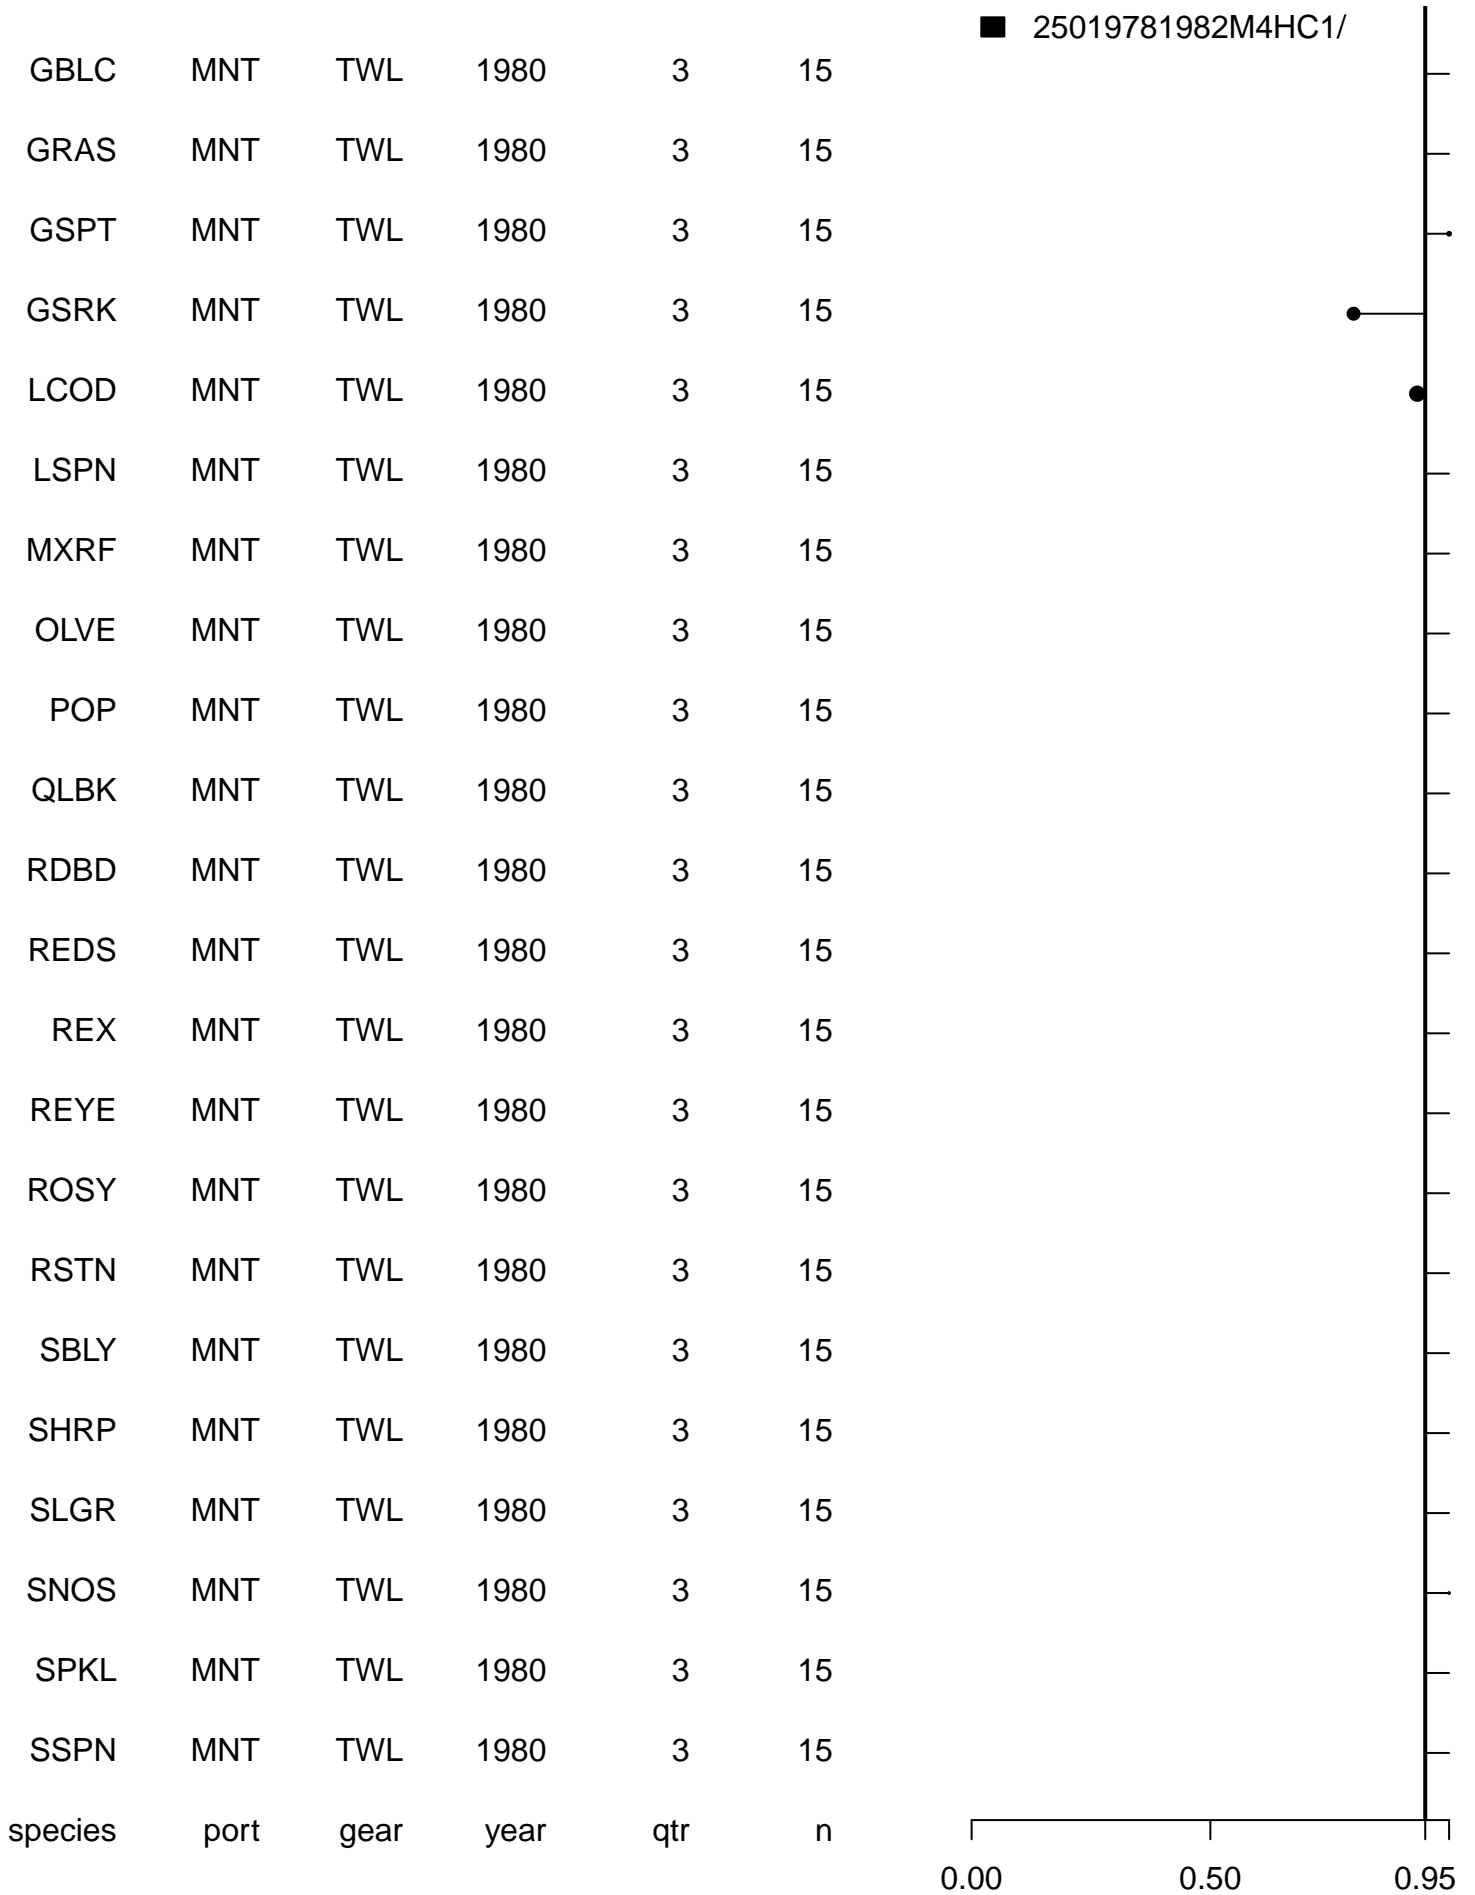 25019781982M4HC1/
GBLC MNT TWL 1980 3 15
GRAS MNT TWL 1980 3 15
GSPT MNT TWL 1980 3 15
GSRK MNT TWL 1980 3 15
LCOD MNT TWL 1980 3 15
LSPN MNT TWL 1980 3 15
MXRF MNT TWL 1980 3 15
OLVE MNT TWL 1980 3 15
POP MNT TWL 1980 3 15
QLBK MNT TWL 1980 3 15
RDBD MNT TWL 1980 3 15
REDS MNT TWL 1980 3 15
REX MNT TWL 1980 3 15
REYE MNT TWL 1980 3 15
ROSY MNT TWL 1980 3 15
RSTN MNT TWL 1980 3 15
SBLY MNT TWL 1980 3 15
SHRP MNT TWL 1980 3 15
SLGR MNT TWL 1980 3 15
SNOS MNT TWL 1980 3 15
SPKL MNT TWL 1980 3 15
SSPN MNT TWL 1980 3 15
species port gear year qtr n
0.00 0.50 0.95